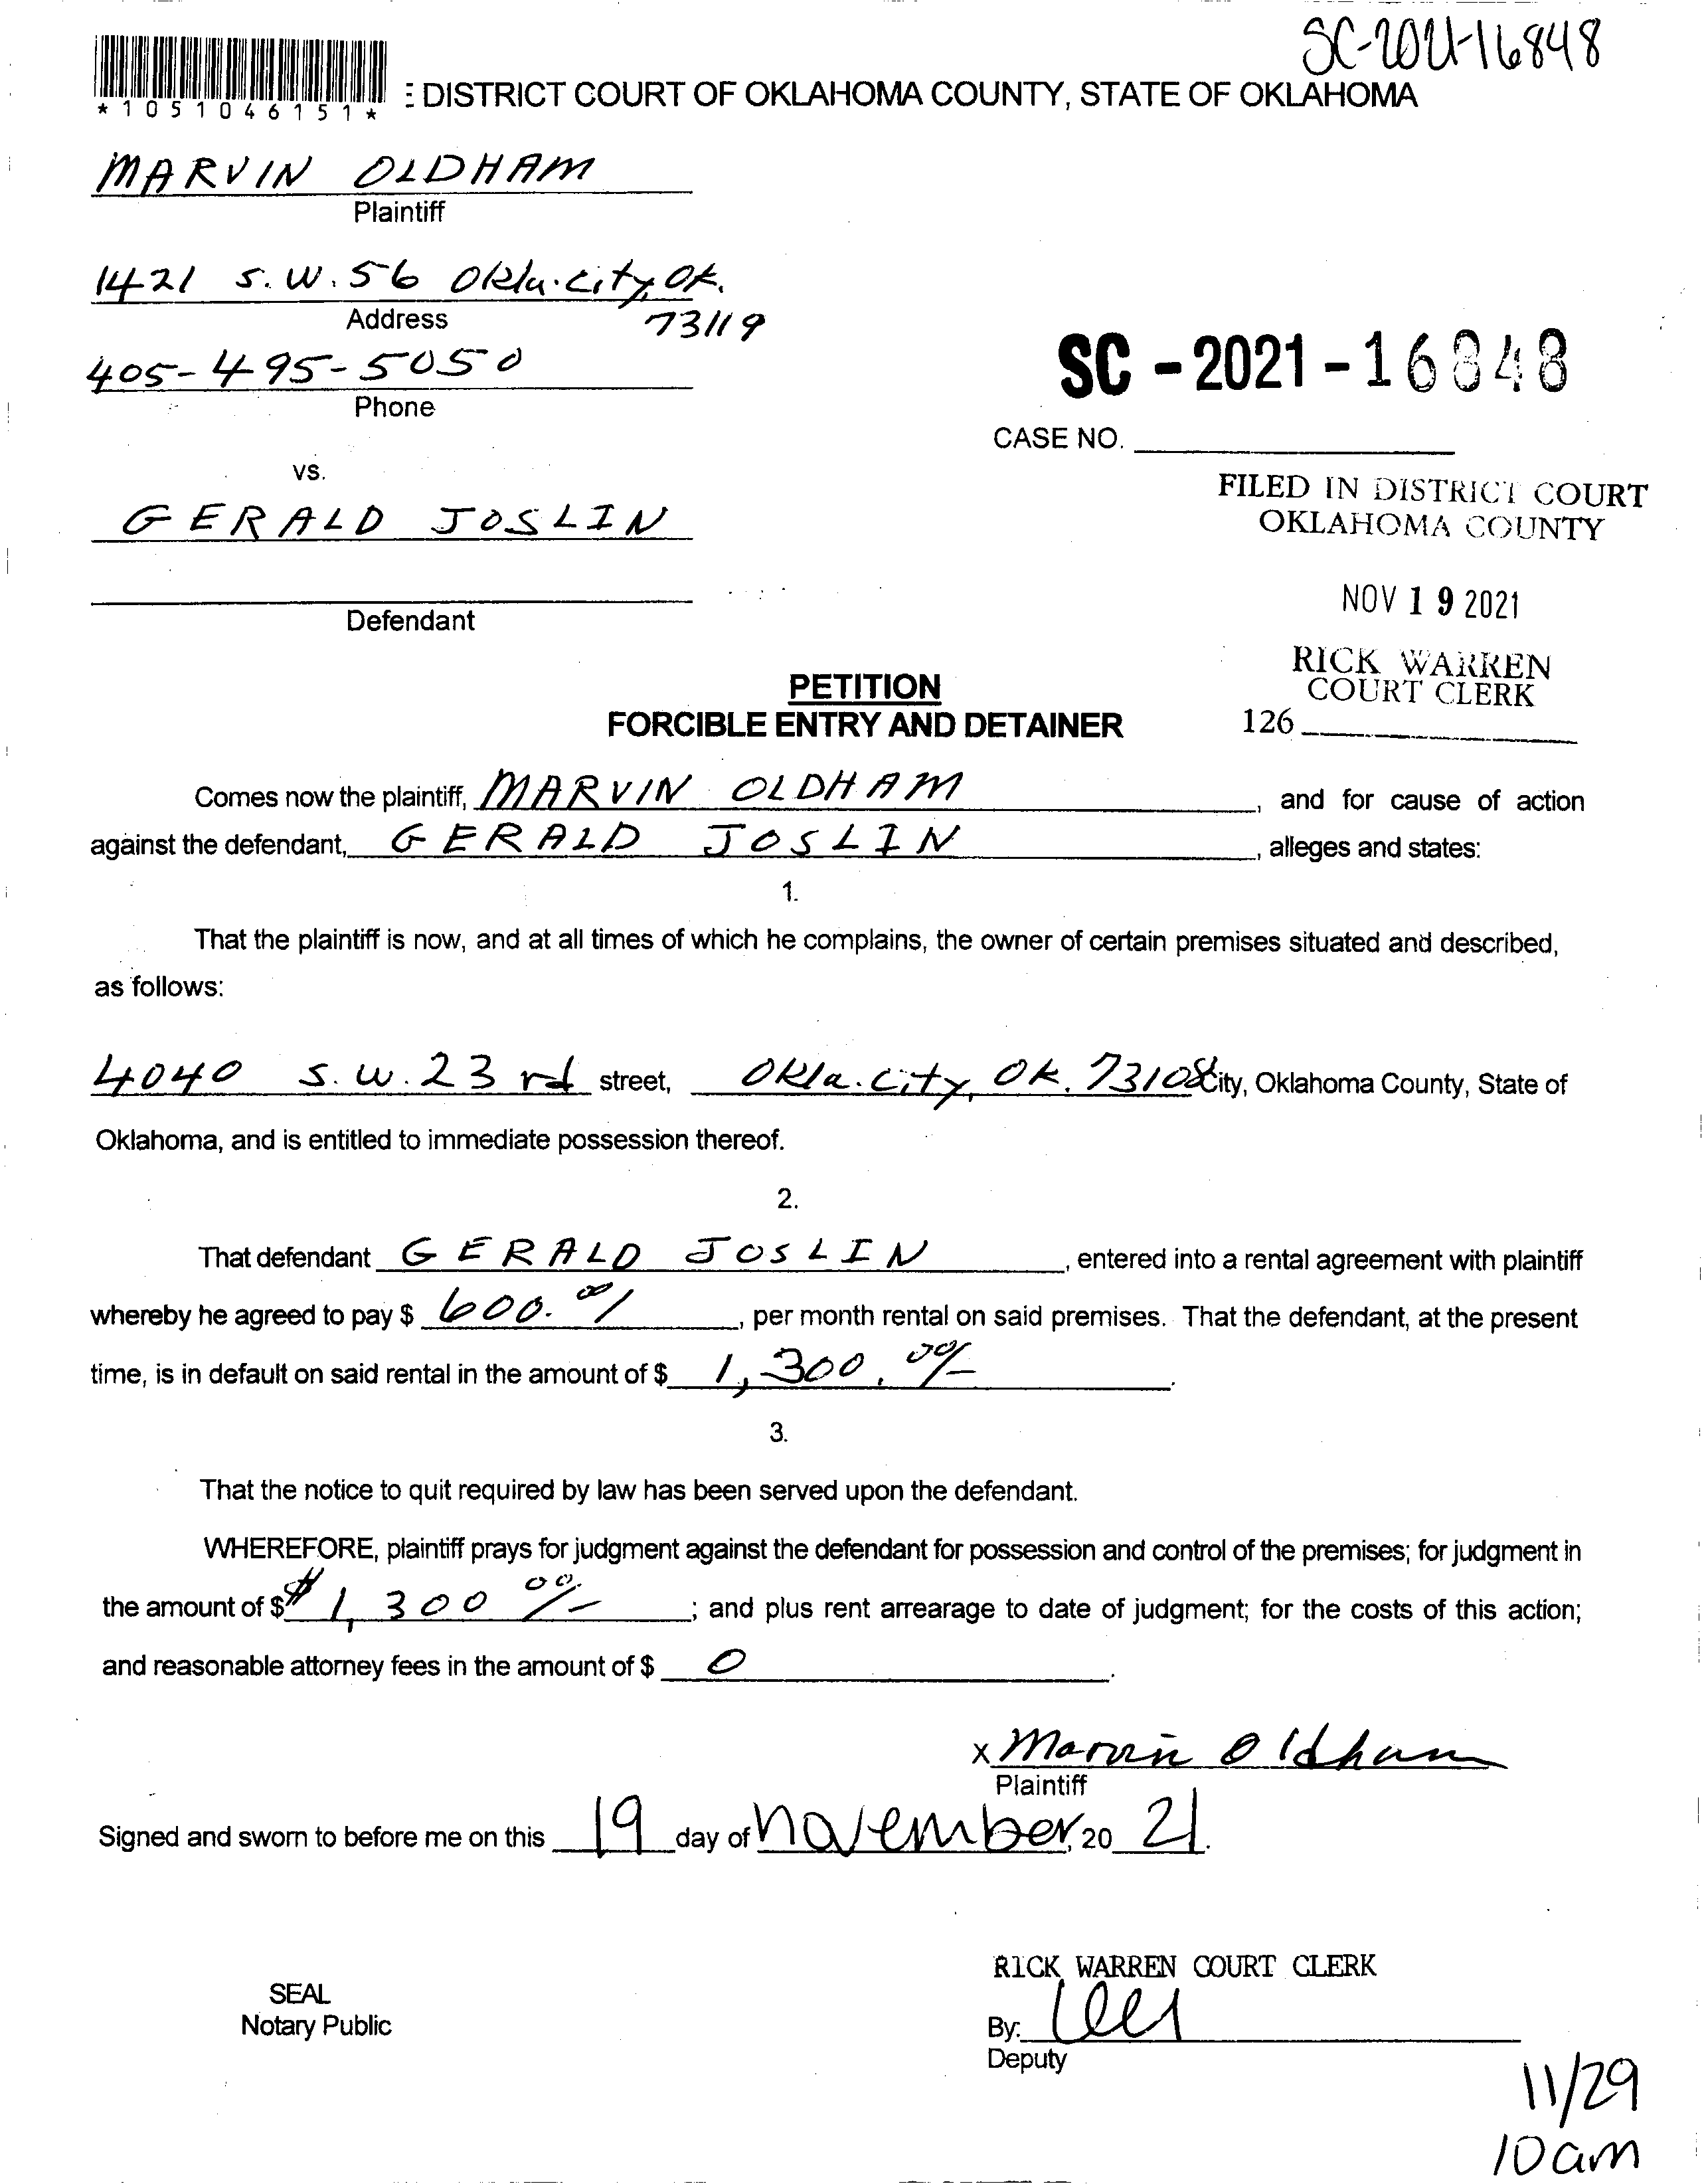 SC-2021-16848
*1051046151*
DISTRICT COURT OF OKLAHOMA COUNTY, STATE OF OKLAHOMA
MARVIN OLDHAM
Plaintiff
1421 S.W. 56 Okla. City, Ok.
73119
Address
405-495-5050
Phone
SC - 2021 - 16848
CASE NO.
vs.
FILED IN DISTRICT COURT
OKLAHOMA COUNTY
GERALD JOSLIN
NOV 19 2021
Defendant
RICK WARREN
COURT CLERK
126
PETITION
FORCIBLE ENTRY AND DETAINER
Comes now the plaintiff, MARVIN OLDHAM, and for cause of action
against the defendant, GERALD JOSLIN, alleges and states:
1.
That the plaintiff is now, and at all times of which he complains, the owner of certain premises situated and described,
as follows:
4040 S.W. 23rd street, Okla. City, Ok. 73108 City, Oklahoma County, State of
Oklahoma, and is entitled to immediate possession thereof.
2.
That defendant GERALD JOSLIN, entered into a rental agreement with plaintiff
whereby he agreed to pay $ 600.00/, per month rental on said premises. That the defendant, at the present
time, is in default on said rental in the amount of $ 1,300.00/-.
3.
That the notice to quit required by law has been served upon the defendant.
WHEREFORE, plaintiff prays for judgment against the defendant for possession and control of the premises; for judgment in
the amount of $ $1,300 00/-; and plus rent arrearage to date of judgment; for the costs of this action;
and reasonable attorney fees in the amount of $ 0.
x Marvin Oldham
Plaintiff
Signed and sworn to before me on this 19 day of november, 20 21.
RICK WARREN COURT CLERK
SEAL
Notary Public
By:
Deputy
11/29
10am